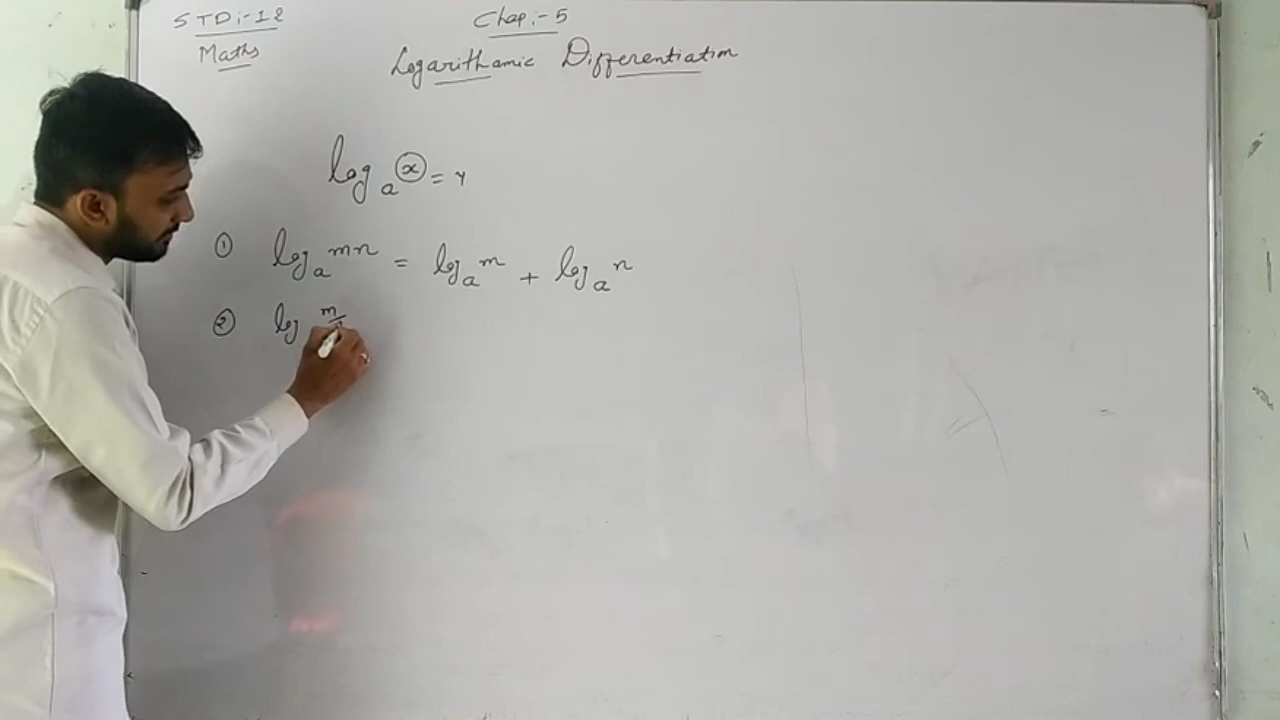 STD:-12
Chap:-5
Maths
Logarithamic Differentiation
log a x = y
① log a mn = log a m + log a n
② log m/